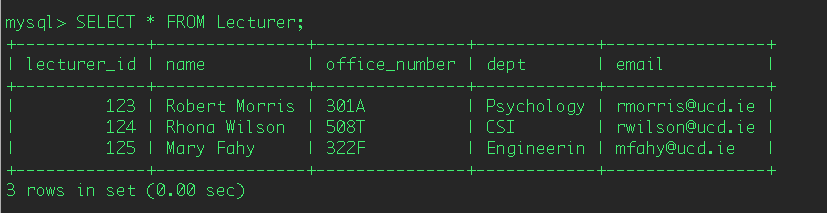 mysql> SELECT * FROM Lecturer;
+-------------+---------------+---------------+------------+----------------+
| lecturer_id | name          | office_number | dept       | email          |
+-------------+---------------+---------------+------------+----------------+
|         123 | Robert Morris | 301A          | Psychology | rmorris@ucd.ie |
|         124 | Rhona Wilson  | 508T          | CSI        | rwilson@ucd.ie |
|         125 | Mary Fahy     | 322F          | Engineerin | mfahy@ucd.ie   |
+-------------+---------------+---------------+------------+----------------+
3 rows in set (0.00 sec)